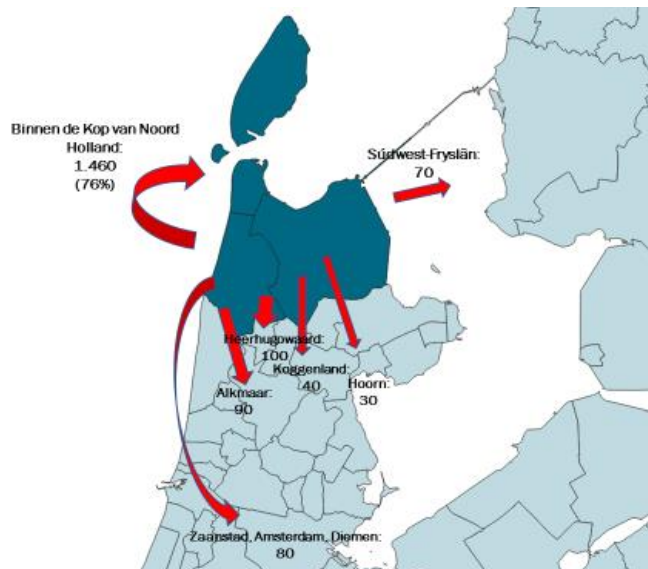 Binnen de Kop van Noord
Holland:
1.460
(76%)
Súdwest-Fryslân:
70
Heerhugowaard:
100
Koggenland:
40
Hoorn:
30
Alkmaar:
90
Zaanstad, Amsterdam, Diemen:
80